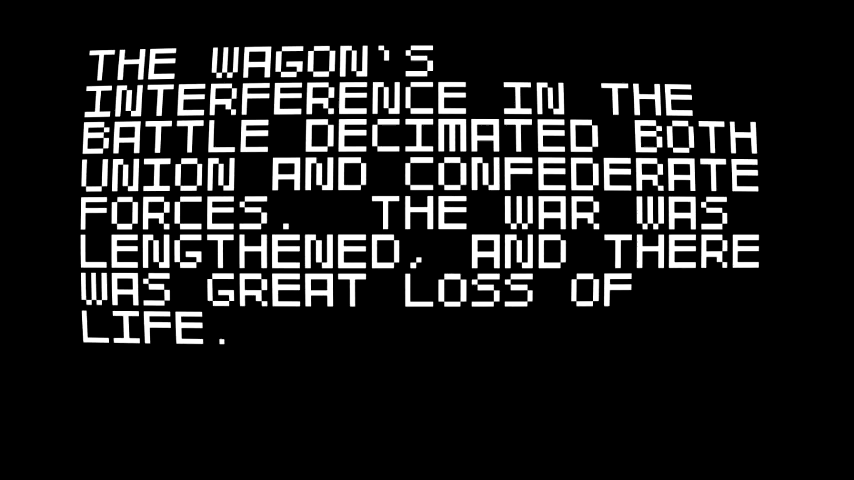 THE WAGON'S
INTERFERENCE IN THE
BATTLE DECIMATED BOTH
UNION AND CONFEDERATE
FORCES.  THE WAR WAS
LENGTHENED, AND THERE
WAS GREAT LOSS OF
LIFE.